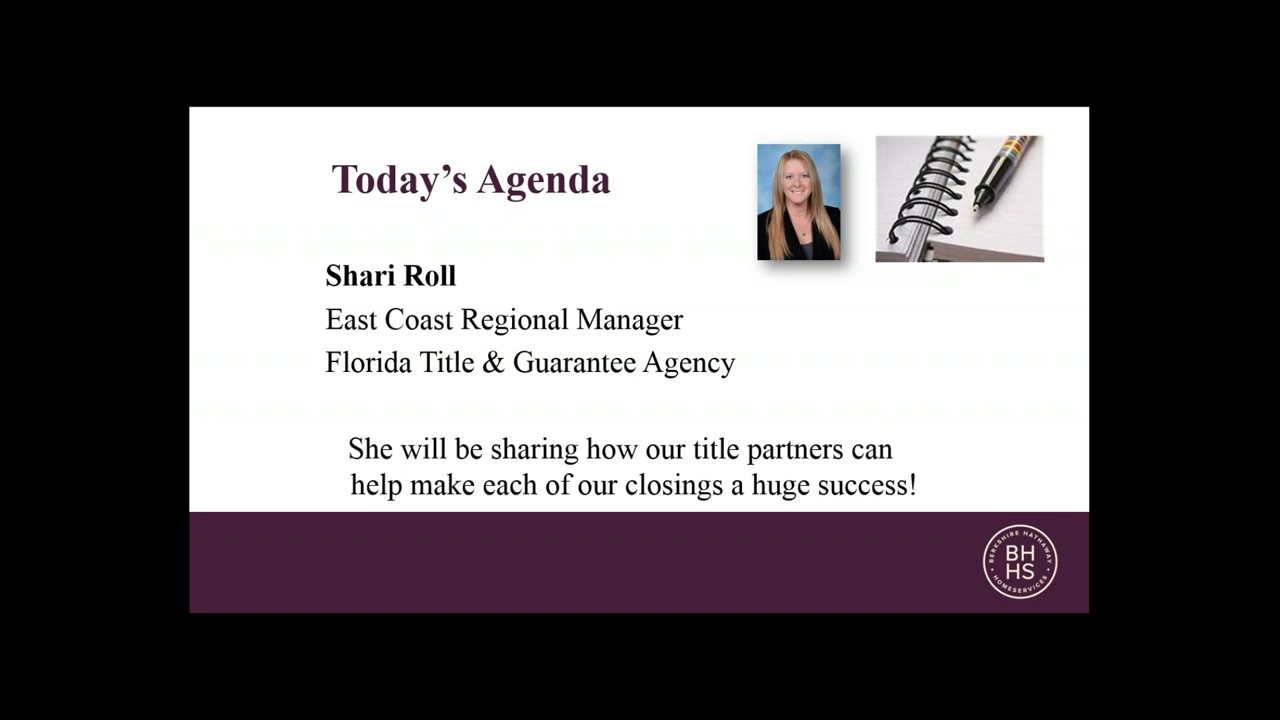 Today’s Agenda
Shari Roll
East Coast Regional Manager
Florida Title & Guarantee Agency
She will be sharing how our title partners can
help make each of our closings a huge success!
BERKSHIRE HATHAWAY
BH
HS
HOMESERVICES